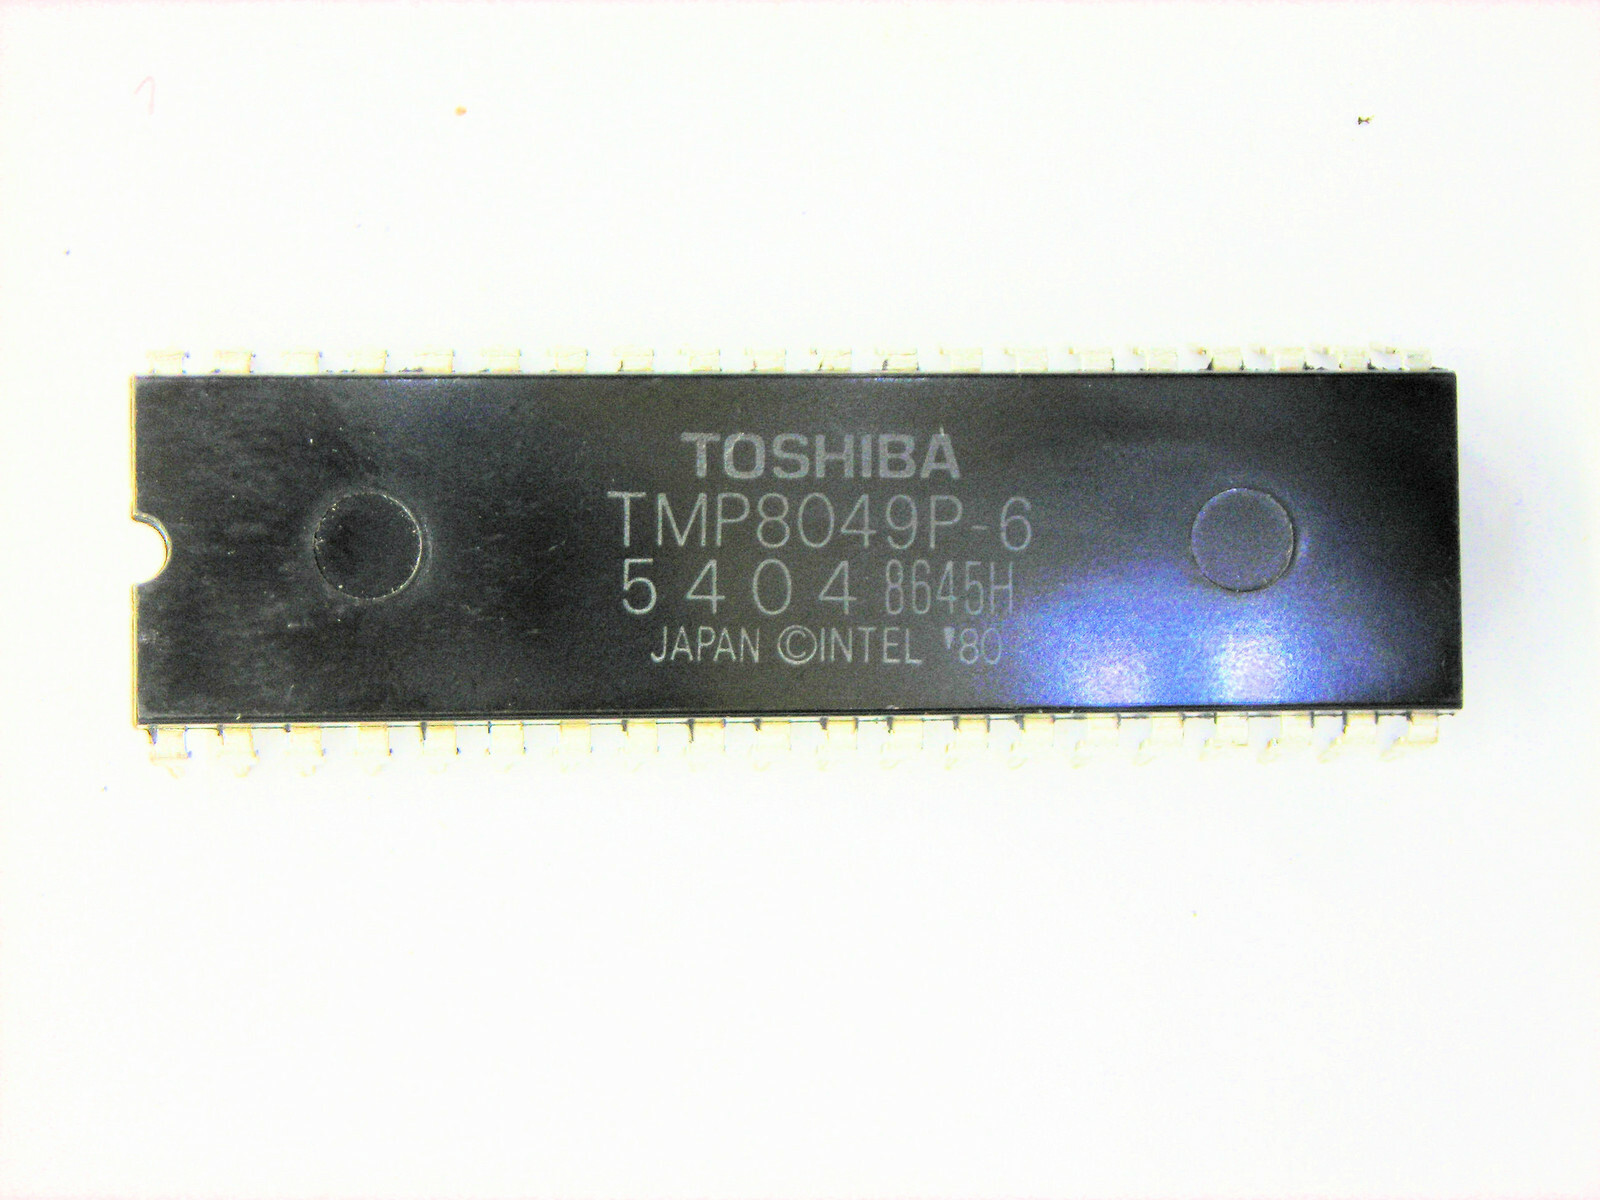 TOSHIBA
TMP8049P-6
5404 8645H
JAPAN ©INTEL '80